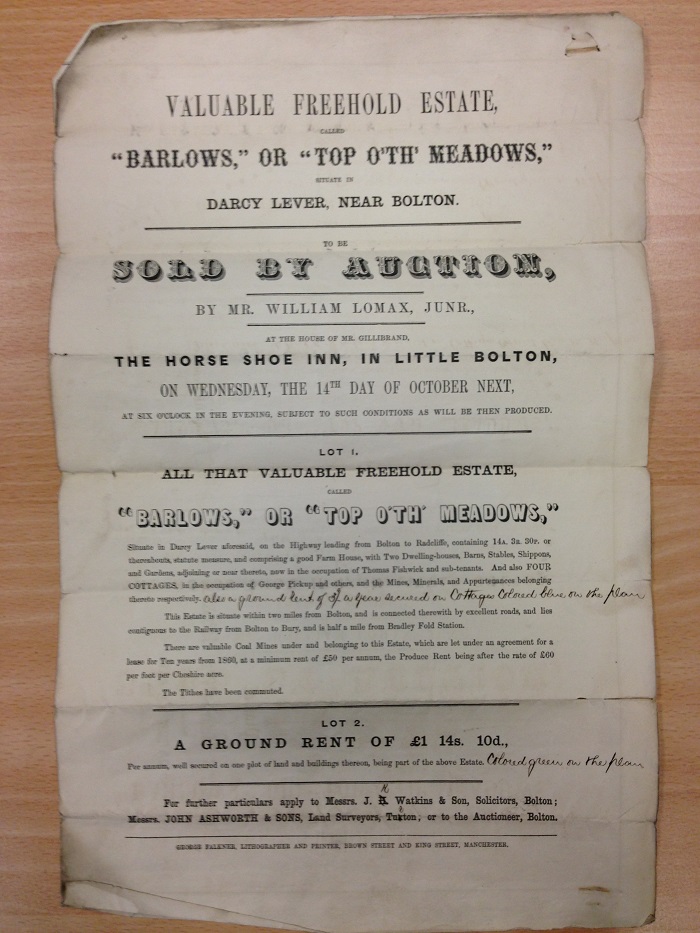 VALUABLE FREEHOLD ESTATE,
CALLED
“BARLOWS,” OR “TOP O'TH' MEADOWS,”
SITUATE IN
DARCY LEVER, NEAR BOLTON.
TO BE
SOLD BY AUCTION,
BY MR. WILLIAM LOMAX, JUNR.,
AT THE HOUSE OF MR. GILLIBRAND,
THE HORSE SHOE INN, IN LITTLE BOLTON,
ON WEDNESDAY, THE 14TH DAY OF OCTOBER NEXT,
AT SIX O'CLOCK IN THE EVENING, SUBJECT TO SUCH CONDITIONS AS WILL BE THEN PRODUCED.
LOT 1.
ALL THAT VALUABLE FREEHOLD ESTATE,
CALLED
“BARLOWS,” OR “TOP O'TH' MEADOWS,”
Situate in Darcy Lever aforesaid, on the Highway leading from Bolton to Radcliffe, containing 14A. 3R. 30P. or
thereabouts, statute measure, and comprising a good Farm House, with Two Dwelling-houses, Barns, Stables, Shippons,
and Gardens, adjoining or near thereto, now in the occupation of Thomas Fishwick and sub-tenants. And also FOUR
COTTAGES, in the occupation of George Pickup and others, and the Mines, Minerals, and Appurtenances belonging
thereto respectively. also a ground rent of a year secured on Cottages Colored blue on the plan
This Estate is situate within two miles from Bolton, and is connected therewith by excellent roads, and lies
contiguous to the Railway from Bolton to Bury, and is half a mile from Bradley Fold Station.
There are valuable Coal Mines under and belonging to this Estate, which are let under an agreement for a
lease for Ten years from 1860, at a minimum rent of £50 per annum, the Produce Rent being after the rate of £60
per foot per Cheshire acre.
The Tithes have been commuted.
LOT 2.
A GROUND RENT OF £1 14s. 10d.,
Per annum, well secured on one plot of land and buildings thereon, being part of the above Estate. Colored green on the plan
For further particulars apply to Messrs. J. Watkins & Son, Solicitors, Bolton;
Messrs. JOHN ASHWORTH & SONS, Land Surveyors, Turton; or to the Auctioneer, Bolton.
GEORGE FALKNER, LITHOGRAPHER AND PRINTER, BROWN STREET AND KING STREET, MANCHESTER.